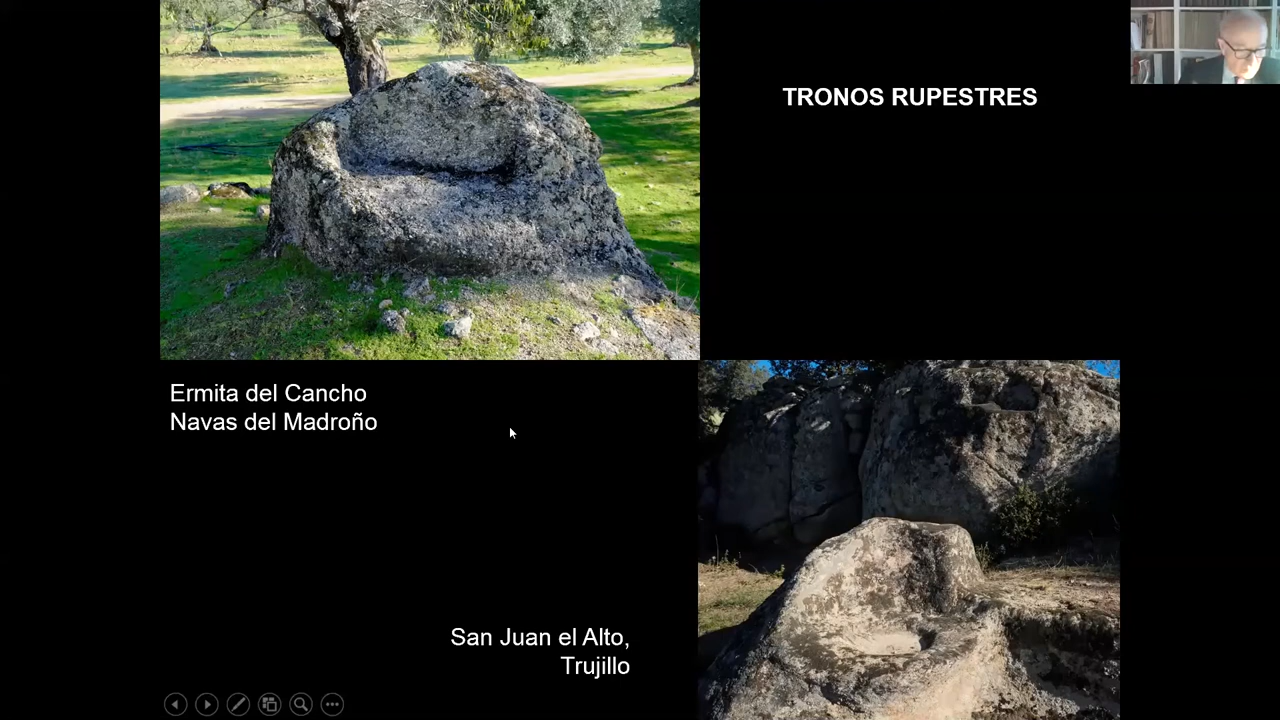 TRONOS RUPESTRES
Ermita del Cancho
Navas del Madroño
San Juan el Alto,
Trujillo